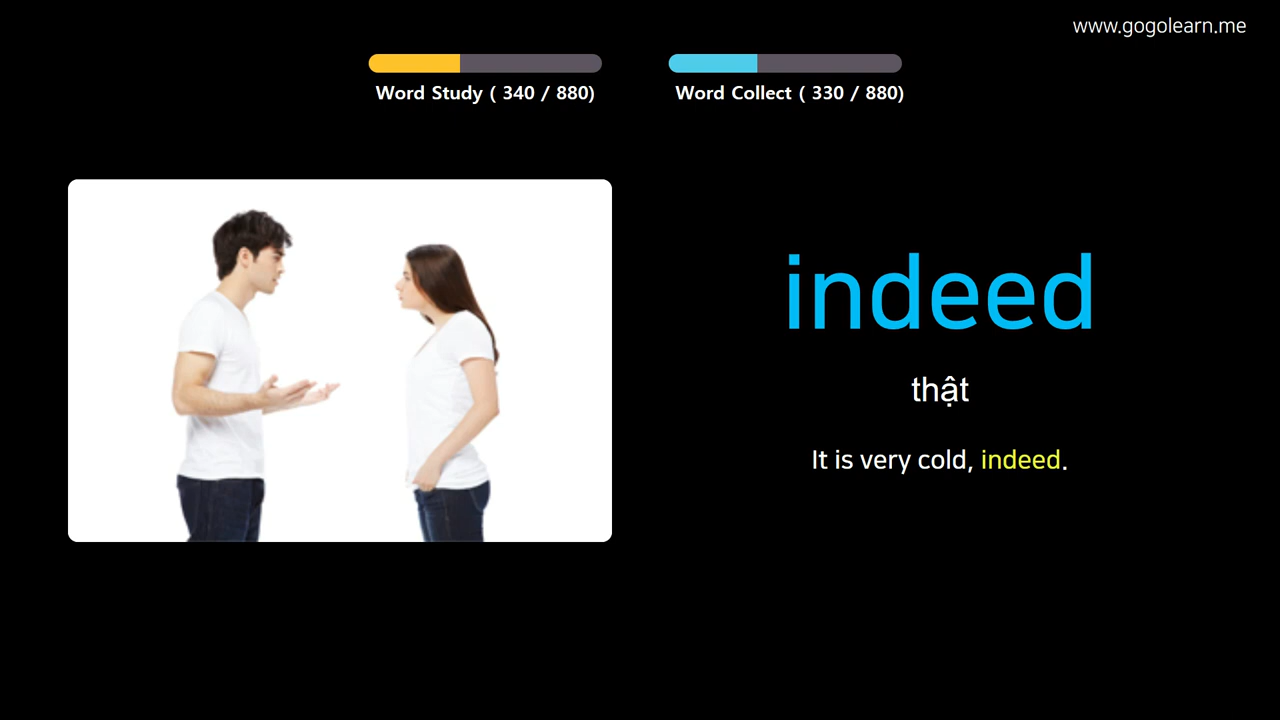 www.gogolearn.me
Word Study ( 340 / 880)
Word Collect ( 330 / 880)
indeed
thật
It is very cold, indeed.